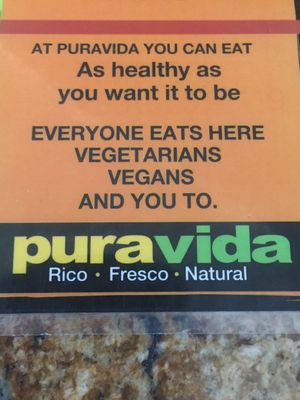 AT PURAVIDA YOU CAN EAT
As healthy as
you want it to be
EVERYONE EATS HERE
VEGETARIANS
VEGANS
AND YOU TO.
puravida
Rico • Fresco • Natural